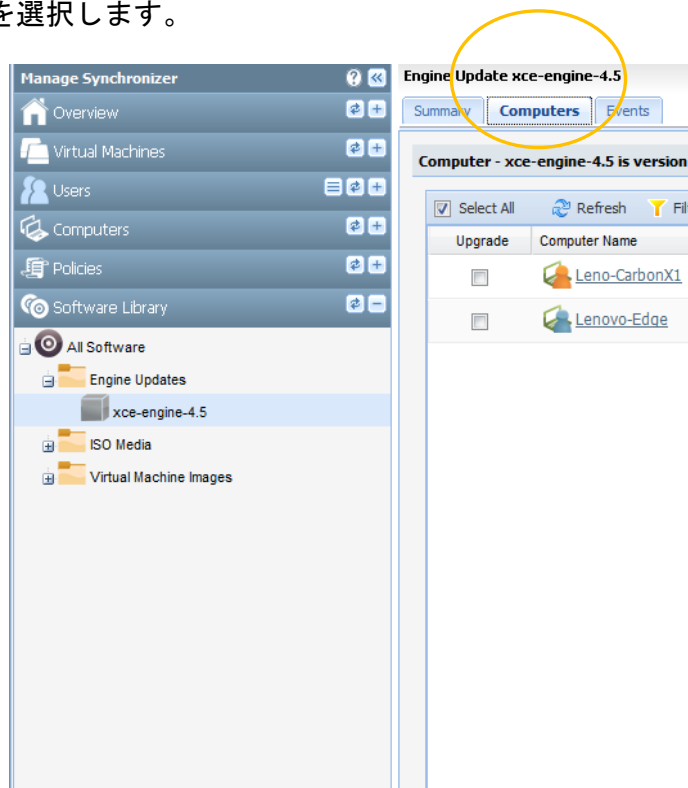 を選択します。
Manage Synchronizer
Overview
Virtual Machines
Users
Computers
Policies
Software Library
All Software
Engine Updates
xce-engine-4.5
ISO Media
Virtual Machine Images
Engine Update xce-engine-4.5
Summary Computers Events
Computer - xce-engine-4.5 is version
Select All Refresh Fil
Upgrade Computer Name
Leno-CarbonX1
Lenovo-Edge